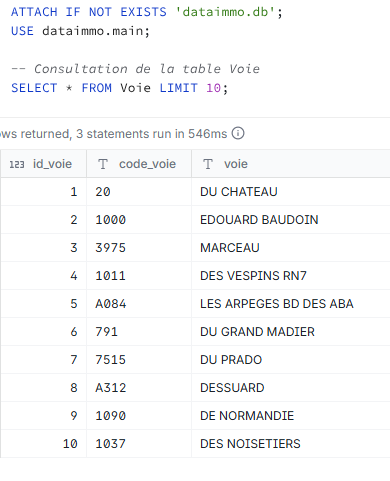 ATTACH IF NOT EXISTS 'dataimmo.db';
USE dataimmo.main;
-- Consultation de la table Voie
SELECT * FROM Voie LIMIT 10;
ws returned, 3 statements run in 546ms
123 id_voie T code_voie T voie
1 20 DU CHATEAU
2 1000 EDOUARD BAUDOIN
3 3975 MARCEAU
4 1011 DES VESPINS RN7
5 A084 LES ARPEGES BD DES ABA
6 791 DU GRAND MADIER
7 7515 DU PRADO
8 A312 DESSUARD
9 1090 DE NORMANDIE
10 1037 DES NOISETIERS